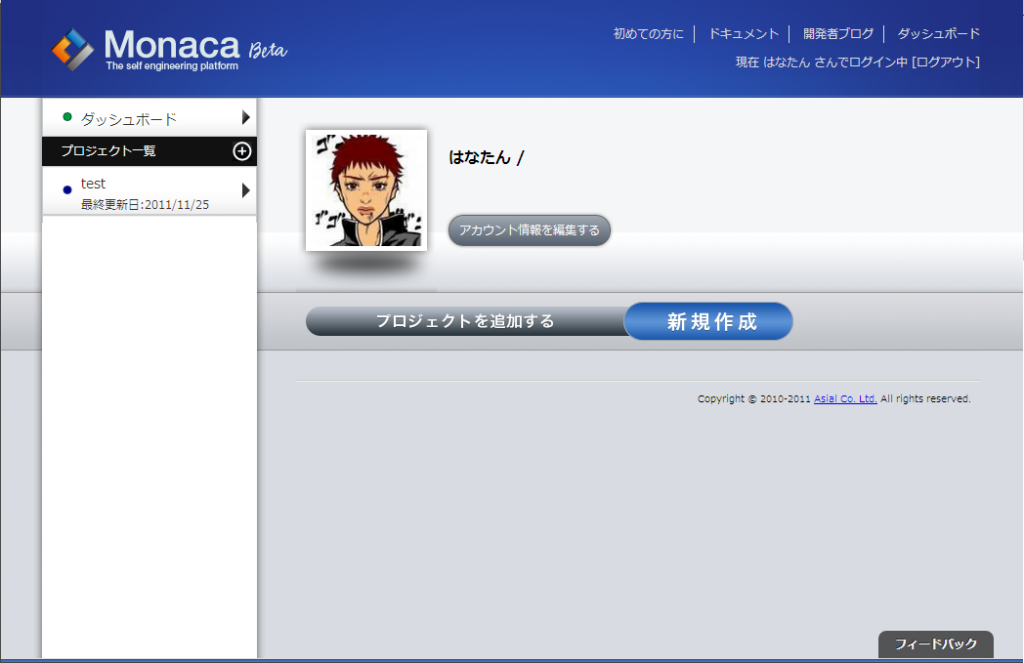 Monaca Beta
The self engineering platform
初めての方に | ドキュメント | 開発者ブログ | ダッシュボード
現在 はなたん さんでログイン中 [ログアウト]
ダッシュボード
プロジェクト一覧
test
最終更新日:2011/11/25
ゴゴ
ゴゴ
ゴゴ
はなたん /
アカウント情報を編集する
プロジェクトを追加する
新規作成
Copyright © 2010-2011 Asial Co. Ltd. All rights reserved.
フィードバック